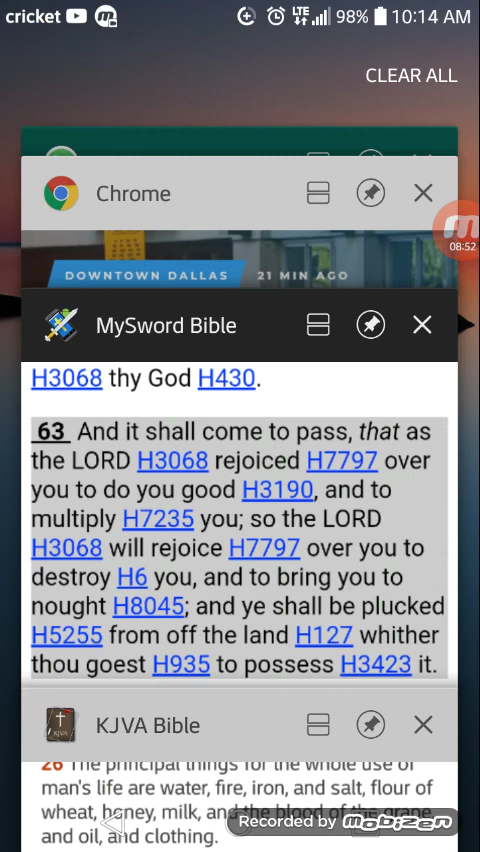 cricket LTE 98% 10:14 AM
CLEAR ALL
Chrome
08:52
DOWNTOWN DALLAS 21 MIN AGO
MySword Bible
H3068 thy God H430.
63 And it shall come to pass, that as
the LORD H3068 rejoiced H7797 over
you to do you good H3190, and to
multiply H7235 you; so the LORD
H3068 will rejoice H7797 over you to
destroy H6 you, and to bring you to
nought H8045; and ye shall be plucked
H5255 from off the land H127 whither
thou goest H935 to possess H3423 it.
KJVA KJVA Bible
26 The principal things for the whole use of
man's life are water, fire, iron, and salt, flour of
wheat, honey, milk, and the blood of the grape,
and oil, and clothing.
Recorded by mobizen